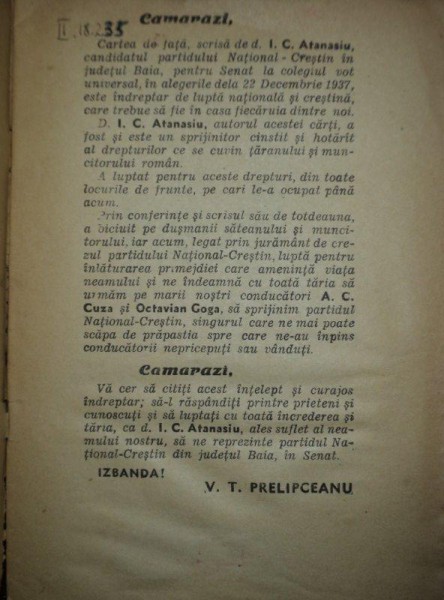 I 18.235
Camarazi,
Cartea de față, scrisă de d. I. C. Atanasiu,
candidatul partidului Național-Creștin în
județul Baia, pentru Senat la colegiul vot
universal, în alegerile dela 22 Decembrie 1937,
este îndreptar de luptă națională și creștină,
care trebue să fie în casa fiecăruia dintre noi.
D. I. C. Atanasiu, autorul acestei cărți, a
fost și este un sprijinitor cinstit și hotărît
al drepturilor ce se cuvin țăranului și mun-
citorului român.
A luptat pentru aceste drepturi, din toate
locurile de frunte, pe cari le-a ocupat până
acum.
Prin conferințe și scrisul său de totdeauna,
a biciuit pe dușmanii săteanului și munci-
torului, iar acum, legat prin jurământ de cre-
zul partidului Național-Creștin, luptă pentru
înlăturarea primejdiei care amenință viața
neamului și ne îndeamnă cu toată tăria să
urmăm pe marii noștri conducători A. C.
Cuza și Octavian Goga, să sprijinim partidul
Național-Creștin, singurul care ne mai poate
scăpa de prăpastia spre care ne-au înpins
conducătorii nepricepuți sau vânduți.
Camarazi,
Vă cer să citiți acest înțelept și curajos
îndreptar; să-l răspândiți printre prieteni și
cunoscuți și să luptați cu toată încrederea și
tăria, ca d. I. C. Atanasiu, ales suflet al nea-
mului nostru, să ne reprezinte partidul Na-
țional-Creștin din județul Baia, în Senat.
IZBANDA!
V. T. PRELIPCEANU